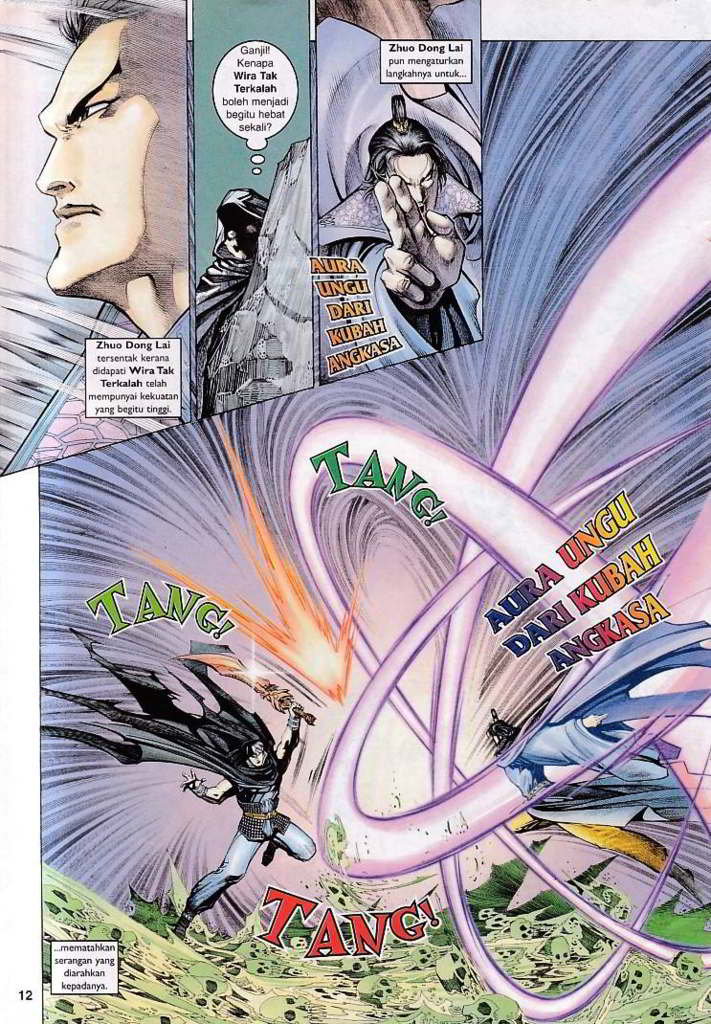 Zhuo Dong Lai
tersentak kerana
didapati Wira Tak
Terkalah telah
mempunyai kekuatan
yang begitu tinggi.
Ganjil!
Kenapa
Wira Tak
Terkalah
boleh menjadi
begitu hebat
sekali?
Zhuo Dong Lai
pun mengaturkan
langkahnya untuk...
AURA
UNGU
DARI
KUBAH
ANGKASA
TANG!
TANG!
AURA UNGU
DARI KUBAH
ANGKASA
TANG!
...mematahkan
serangan yang
diarahkan
kepadanya.
12